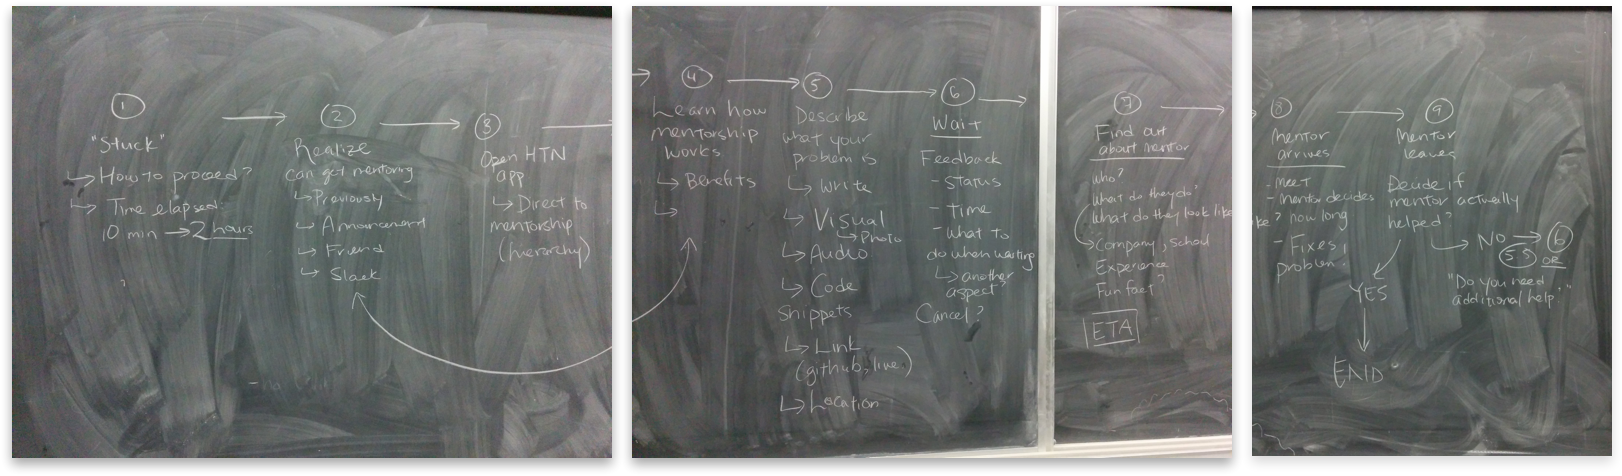 1
"Stuck"
How to proceed?
Time elapsed:
10 min → 2 hours
2
Realize
can get mentoring
Previously
Announcement
Friend
Slack
3
Open HTN
app
Direct to
mentorship
(hierarchy)
4
Learn how
mentorship
works
Benefits
5
Describe
what your
problem is
Write
Visual
Photo
Audio
Code
snippets
Link
(github, live)
Location
6
Wait
Feedback
- Status
- Time
- What to
do when waiting
another
aspect?
Cancel?
7
Find out
about mentor
who?
What do they do?
What do they look like
Company, school
Experience
Fun fact?
ETA
8
Mentor
arrives
- Meet
- Mentor decides
ke? how long
- Fixes
problem.
9
Mentor
leaves
Decide if
mentor actually
helped?
NO → 6
5.5 OR
YES
"Do you need
additional help."
END